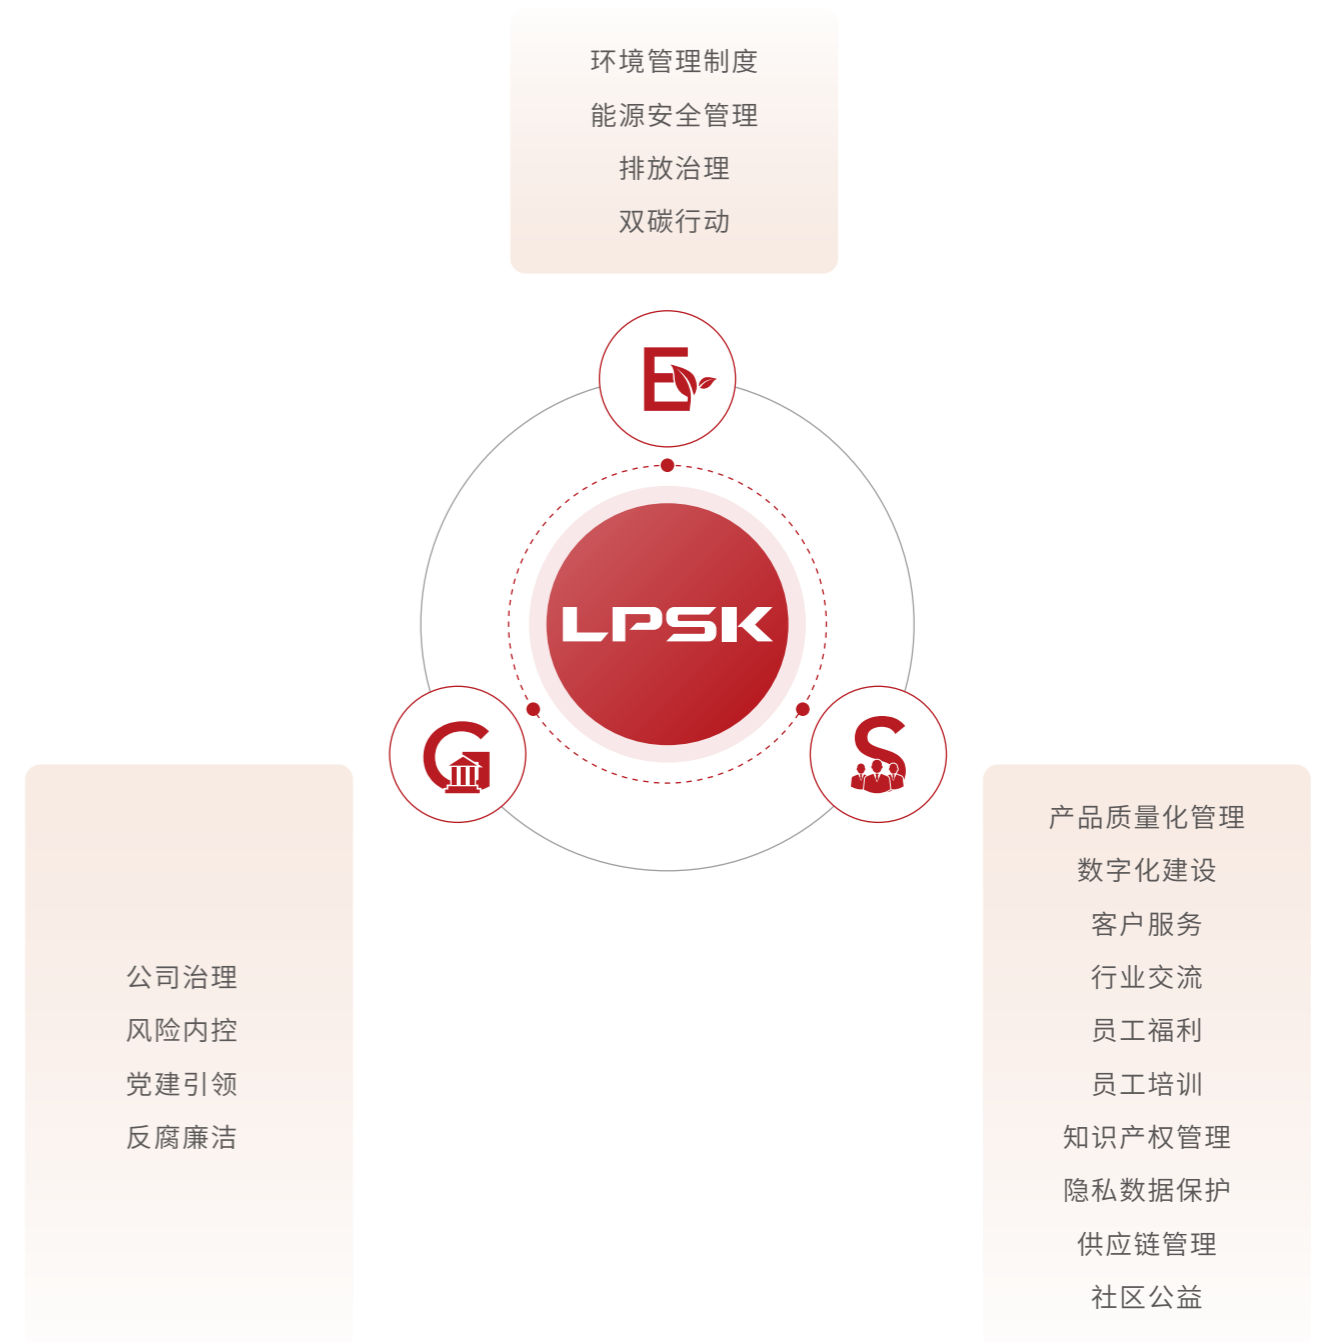 环境管理制度
能源安全管理
排放治理
双碳行动
E
LPSK
G
S
公司治理
风险内控
党建引领
反腐廉洁
产品质量化管理
数字化建设
客户服务
行业交流
员工福利
员工培训
知识产权管理
隐私数据保护
供应链管理
社区公益